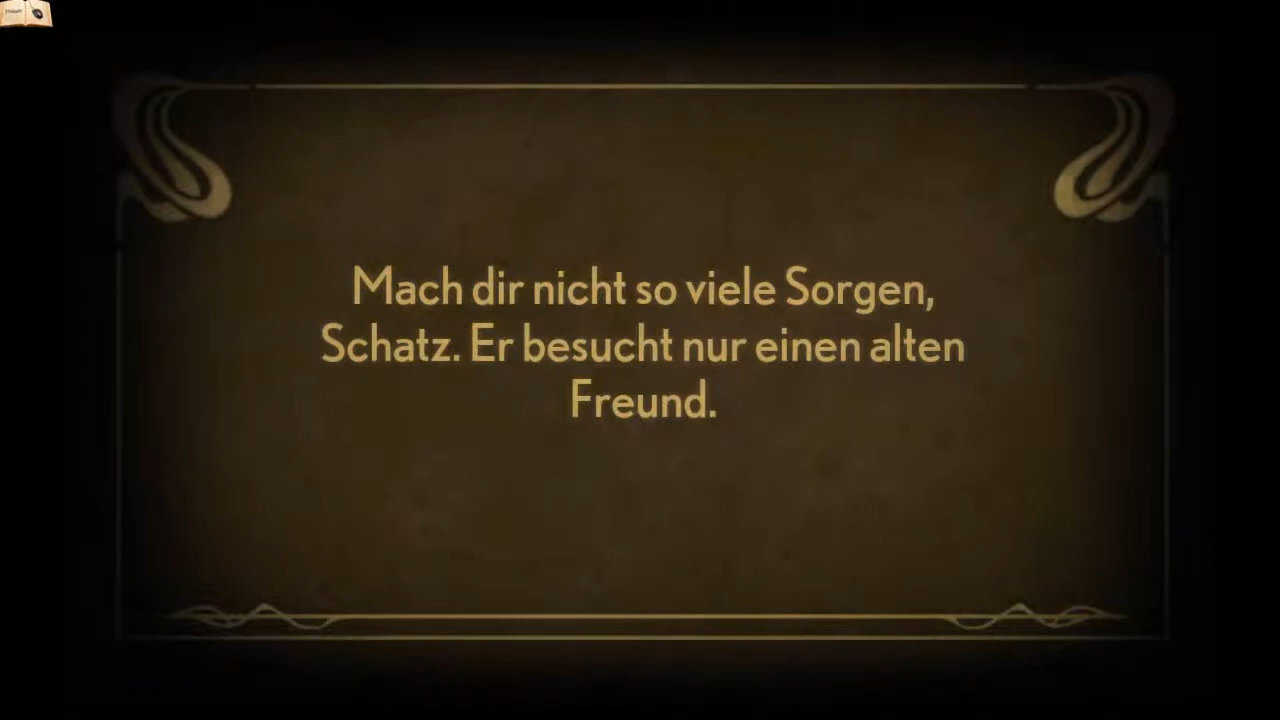 Mach dir nicht so viele Sorgen,
Schatz. Er besucht nur einen alten
Freund.